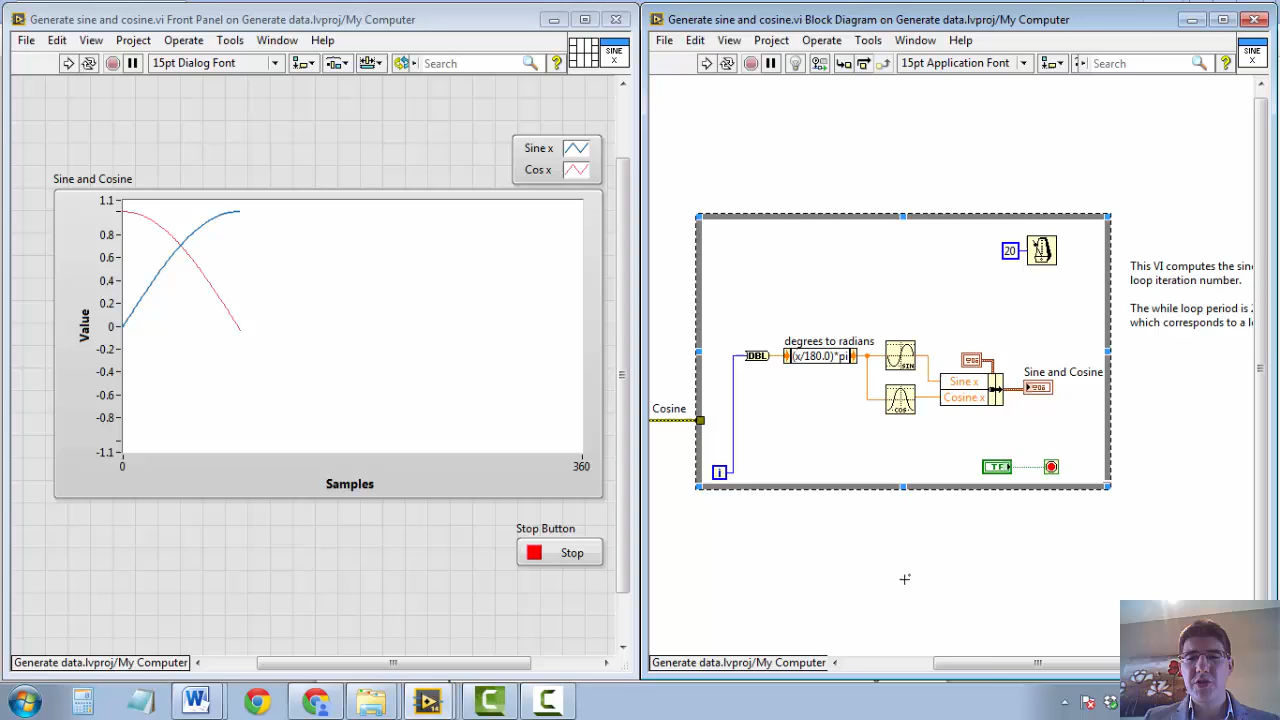 Generate sine and cosine.vi Front Panel on Generate data.lvproj/My Computer
File Edit View Project Operate Tools Window Help
15pt Dialog Font
Search
SINE
X
Sine x
Cos x
Sine and Cosine
1.1
0.8
0.6
0.4
0.2
0
-0.2
-0.4
-0.6
-0.8
-1.1
Value
0
360
Samples
Stop Button
Stop
Generate data.lvproj/My Computer
Generate sine and cosine.vi Block Diagram on Generate data.lvproj/My Computer
File Edit View Project Operate Tools Window Help
15pt Application Font
Search
SINE
X
20
This VI computes the sine
loop iteration number.
The while loop period is
which corresponds to a
degrees to radians
DBL
(x/180.0)*pi
SIN
COS
Sine x
Cosine x
Sine and Cosine
Cosine
i
TF
Generate data.lvproj/My Computer